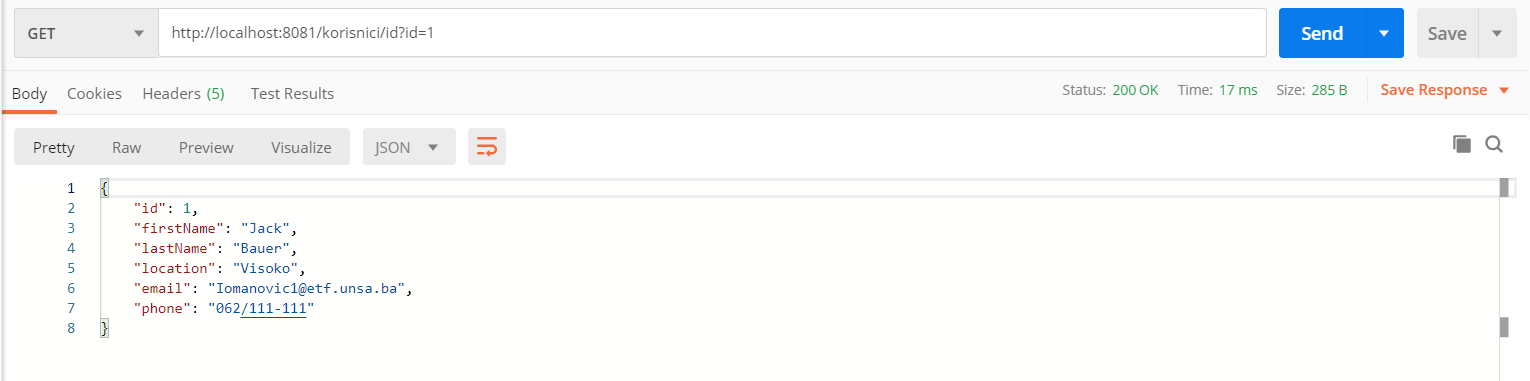 GET http://localhost:8081/korisnici/id?id=1 Send Save
Body Cookies Headers (5) Test Results Status: 200 OK Time: 17 ms Size: 285 B Save Response
Pretty Raw Preview Visualize JSON
1 {
2 "id": 1,
3 "firstName": "Jack",
4 "lastName": "Bauer",
5 "location": "Visoko",
6 "email": "Iomanovic1@etf.unsa.ba",
7 "phone": "062/111-111"
8 }